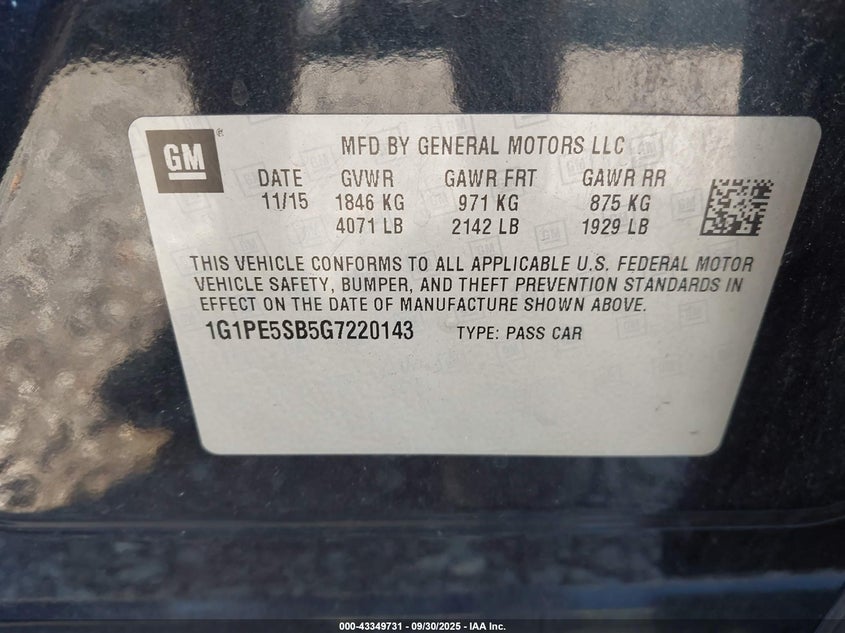 GM
MFD BY GENERAL MOTORS LLC
DATE GVWR GAWR FRT GAWR RR
11/15 1846 KG 971 KG 875 KG
4071 LB 2142 LB 1929 LB
THIS VEHICLE CONFORMS TO ALL APPLICABLE U.S. FEDERAL MOTOR
VEHICLE SAFETY, BUMPER, AND THEFT PREVENTION STANDARDS IN
EFFECT ON THE DATE OF MANUFACTURE SHOWN ABOVE.
1G1PE5SB5G7220143 TYPE: PASS CAR
000-43349731 - 09/30/2025 - IAA Inc.